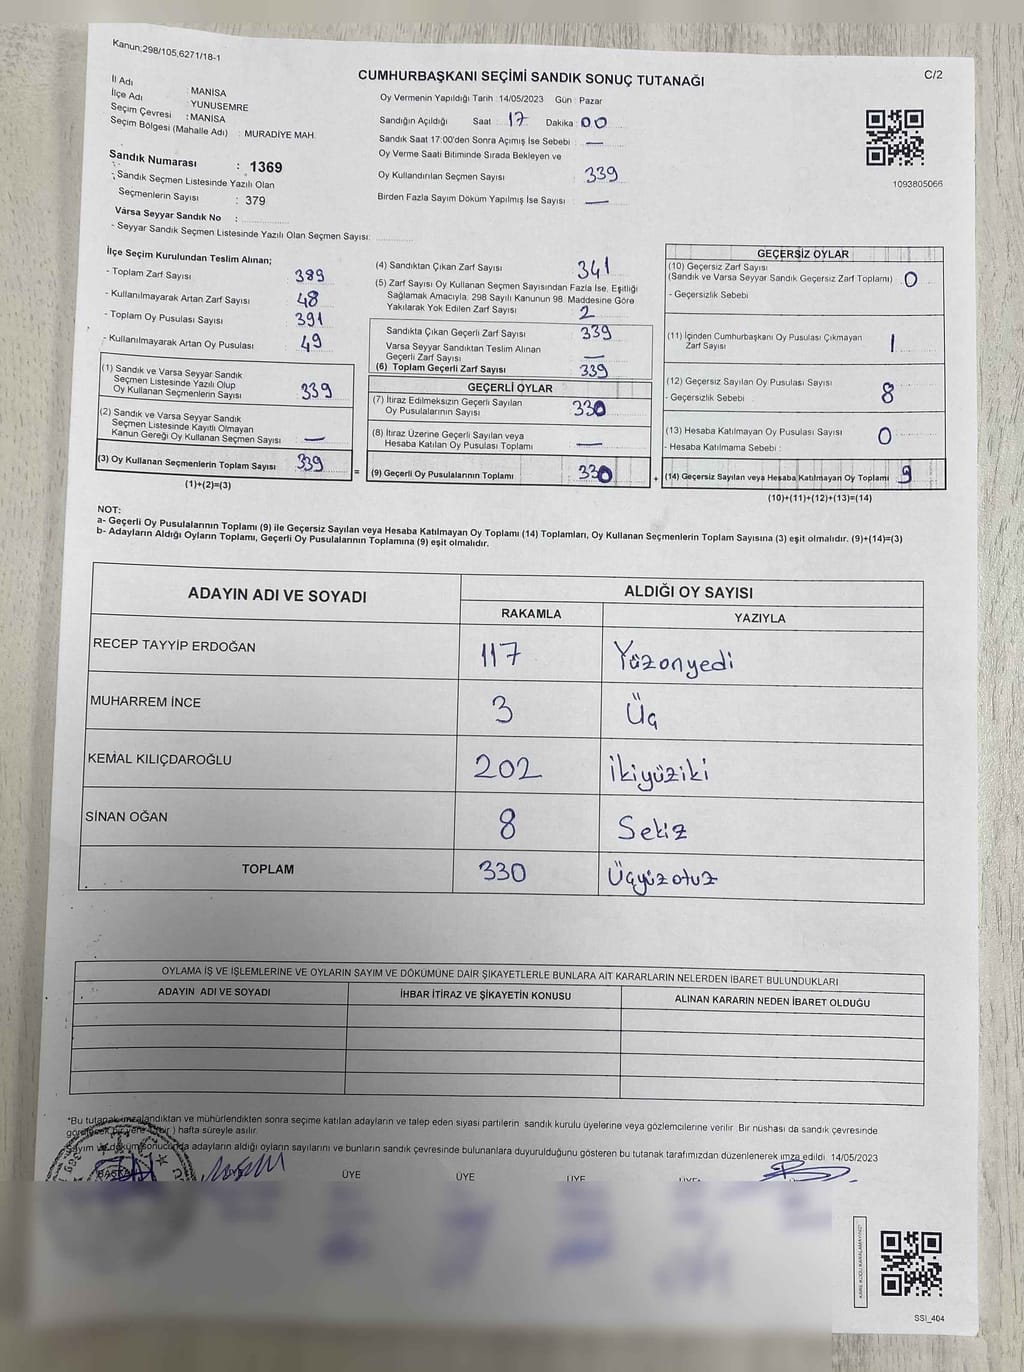 Kanun;298/105,6271/18-1
C/2
CUMHURBAŞKANI SEÇİMİ SANDIK SONUÇ TUTANAĞI
İl Adı : MANİSA
İlçe Adı : YUNUSEMRE
Seçim Çevresi : MANİSA
Seçim Bölgesi (Mahalle Adı) : MURADİYE MAH.
Sandık Numarası : 1369
- Sandık Seçmen Listesinde Yazılı Olan
Seçmenlerin Sayısı : 379
Varsa Seyyar Sandık No :
- Seyyar Sandık Seçmen Listesinde Yazılı Olan Seçmen Sayısı:
Oy Vermenin Yapıldığı Tarih : 14/05/2023 Gün : Pazar
Sandığın Açıldığı Saat 17 Dakika : 00
Sandık Saat 17:00'den Sonra Açımış İse Sebebi : —
Oy Verme Saati Bitiminde Sırada Bekleyen ve
Oy Kullandırılan Seçmen Sayısı : 339
Birden Fazla Sayım Döküm Yapılmış İse Sayısı : —
1093805066
İlçe Seçim Kurulundan Teslim Alınan;
- Toplam Zarf Sayısı 389
- Kullanılmayarak Artan Zarf Sayısı 48
- Toplam Oy Pusulası Sayısı 391
- Kullanılmayarak Artan Oy Pusulası 49
(1) Sandık ve Varsa Seyyar Sandık
Seçmen Listesinde Yazılı Olup
Oy Kullanan Seçmenlerin Sayısı 339
(2) Sandık ve Varsa Seyyar Sandık
Seçmen Listesinde Kayıtlı Olmayan
Kanun Gereği Oy Kullanan Seçmen Sayısı —
(3) Oy Kullanan Seçmenlerin Toplam Sayısı 339
(1)+(2)=(3)
=
(4) Sandıktan Çıkan Zarf Sayısı 341
(5) Zarf Sayısı Oy Kullanan Seçmen Sayısından Fazla İse, Eşitliği
Sağlamak Amacıyla, 298 Sayılı Kanunun 98. Maddesine Göre
Yakılarak Yok Edilen Zarf Sayısı 2
Sandıkta Çıkan Geçerli Zarf Sayısı 339
Varsa Seyyar Sandıktan Teslim Alınan
Geçerli Zarf Sayısı —
(6) Toplam Geçerli Zarf Sayısı 339
GEÇERLİ OYLAR
(7) İtiraz Edilmeksizin Geçerli Sayılan
Oy Pusulalarının Sayısı 330
(8) İtiraz Üzerine Geçerli Sayılan veya
Hesaba Katılan Oy Pusulası Toplamı —
(9) Geçerli Oy Pusulalarının Toplamı 330
+
GEÇERSİZ OYLAR
(10) Geçersiz Zarf Sayısı
(Sandık ve Varsa Seyyar Sandık Geçersiz Zarf Toplamı) 0
- Geçersizlik Sebebi
(11) İçinden Cumhurbaşkanı Oy Pusulası Çıkmayan
Zarf Sayısı 1
(12) Geçersiz Sayılan Oy Pusulası Sayısı 8
- Geçersizlik Sebebi :
(13) Hesaba Katılmayan Oy Pusulası Sayısı 0
- Hesaba Katılmama Sebebi :
(14) Geçersiz Sayılan veya Hesaba Katılmayan Oy Toplamı 9
(10)+(11)+(12)+(13)=(14)
NOT:
a- Geçerli Oy Pusulalarının Toplamı (9) ile Geçersiz Sayılan veya Hesaba Katılmayan Oy Toplamı (14) Toplamları, Oy Kullanan Seçmenlerin Toplam Sayısına (3) eşit olmalıdır. (9)+(14)=(3)
b- Adayların Aldığı Oyların Toplamı, Geçerli Oy Pusulalarının Toplamına (9) eşit olmalıdır.
ADAYIN ADI VE SOYADI ALDIĞI OY SAYISI
RAKAMLA YAZIYLA
RECEP TAYYİP ERDOĞAN 117 Yüzonyedi
MUHARREM İNCE 3 Üç
KEMAL KILIÇDAROĞLU 202 İkiyüziki
SİNAN OĞAN 8 Sekiz
TOPLAM 330 Üçyüzotuz
OYLAMA İŞ VE İŞLEMLERİNE VE OYLARIN SAYIM VE DÖKÜMÜNE DAİR ŞİKAYETLERLE BUNLARA AİT KARARLARIN NELERDEN İBARET BULUNDUKLARI
ADAYIN ADI VE SOYADI İHBAR İTİRAZ VE ŞİKAYETİN KONUSU ALINAN KARARIN NEDEN İBARET OLDUĞU
*Bu tutanak imzalandıktan ve mühürlendikten sonra seçime katılan adayların ve talep eden siyasi partilerin sandık kurulu üyelerine veya gözlemcilerine verilir. Bir nüshası da sandık çevresinde
hafta süreyle asılır.
adayların aldığı oyların sayılarını ve bunların sandık çevresinde bulunanlara duyurulduğunu gösteren bu tutanak tarafımızdan düzenlenerek imza edildi. 14/05/2023
BAŞKAN ÜYE ÜYE ÜYE
SSI_404